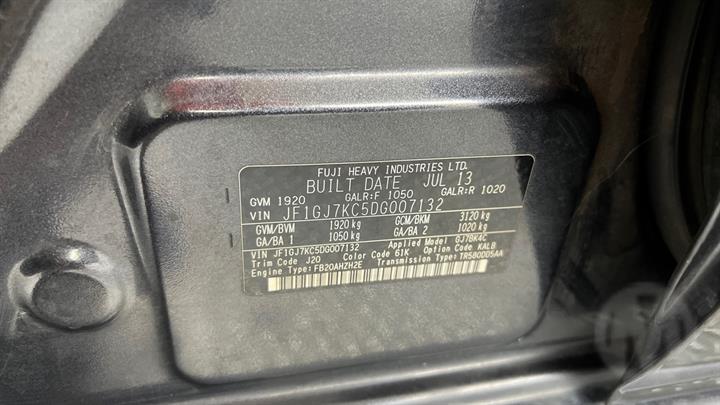 FUJI HEAVY INDUSTRIES LTD.
BUILT DATE JUL 13
GVM 1920 GALR:F 1050 GALR:R 1020
VIN JF1GJ7KC5DG007132
GVM/BVM 1920 kg GCM/BKM 3120 kg
GA/BA 1 1050 kg GA/BA 2 1020 kg
VIN JF1GJ7KC5DG007132 Applied Model GJ7BK4C
Trim Code J20 Color Code 61K Option Code KALB
Engine Type FB20AHZH2E Transmission Type TR580DD5AA